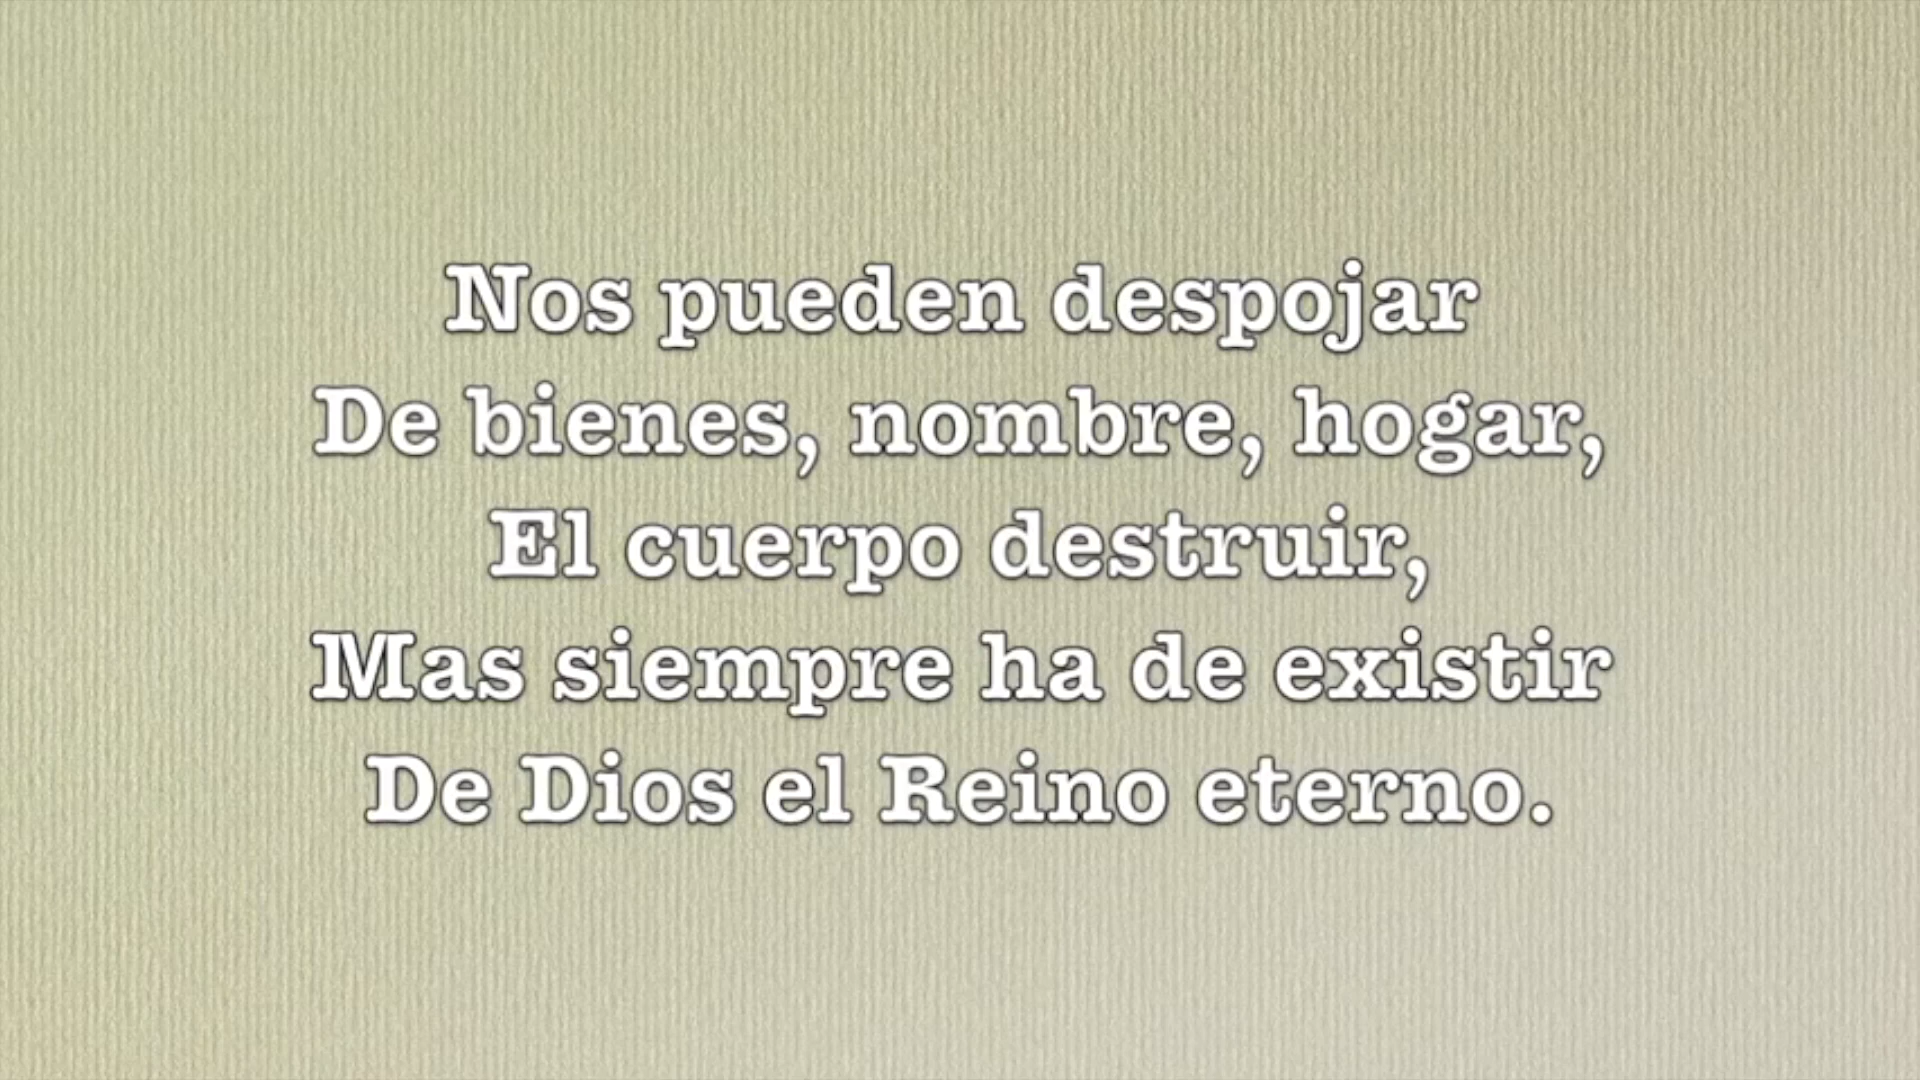 Nos pueden despojar
De bienes, nombre, hogar,
El cuerpo destruir,
Mas siempre ha de existir
De Dios el Reino eterno.